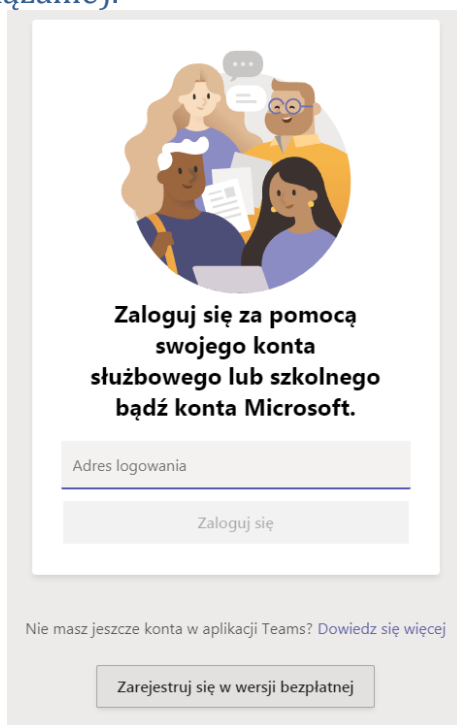 Zaloguj się za pomocą
swojego konta
służbowego lub szkolnego
bądź konta Microsoft.
Adres logowania
Zaloguj się
Nie masz jeszcze konta w aplikacji Teams? Dowiedz się więcej
Zarejestruj się w wersji bezpłatnej